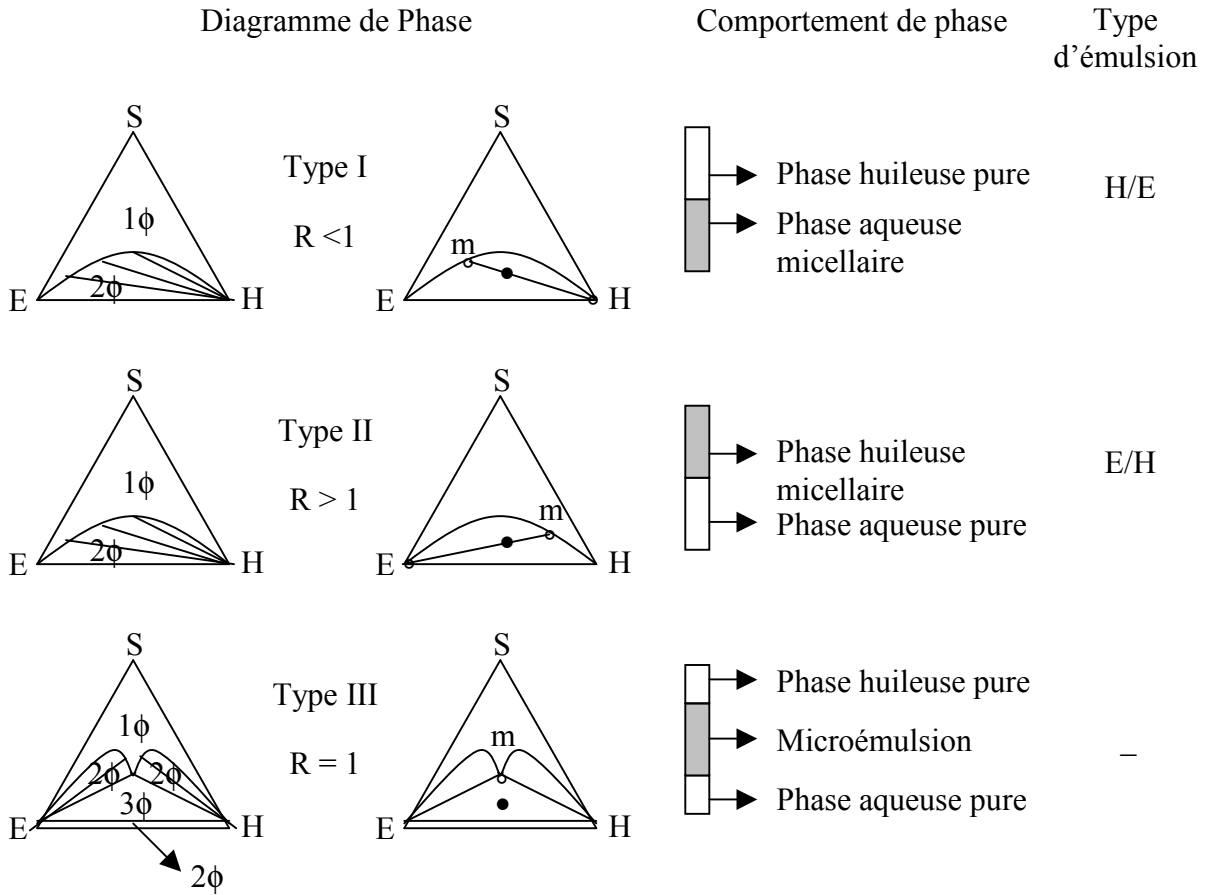 Diagramme de Phase
Comportement de phase
Type
d’émulsion
S
Type I
R <1
1ϕ
2ϕ
E
H
S
m
E
H
Phase huileuse pure
Phase aqueuse
micellaire
H/E
S
Type II
R > 1
1ϕ
2ϕ
E
H
S
m
E
H
Phase huileuse
micellaire
Phase aqueuse pure
E/H
S
Type III
R = 1
1ϕ
2ϕ
2ϕ
3ϕ
E
H
2ϕ
S
m
E
H
Phase huileuse pure
Microémulsion
Phase aqueuse pure
–